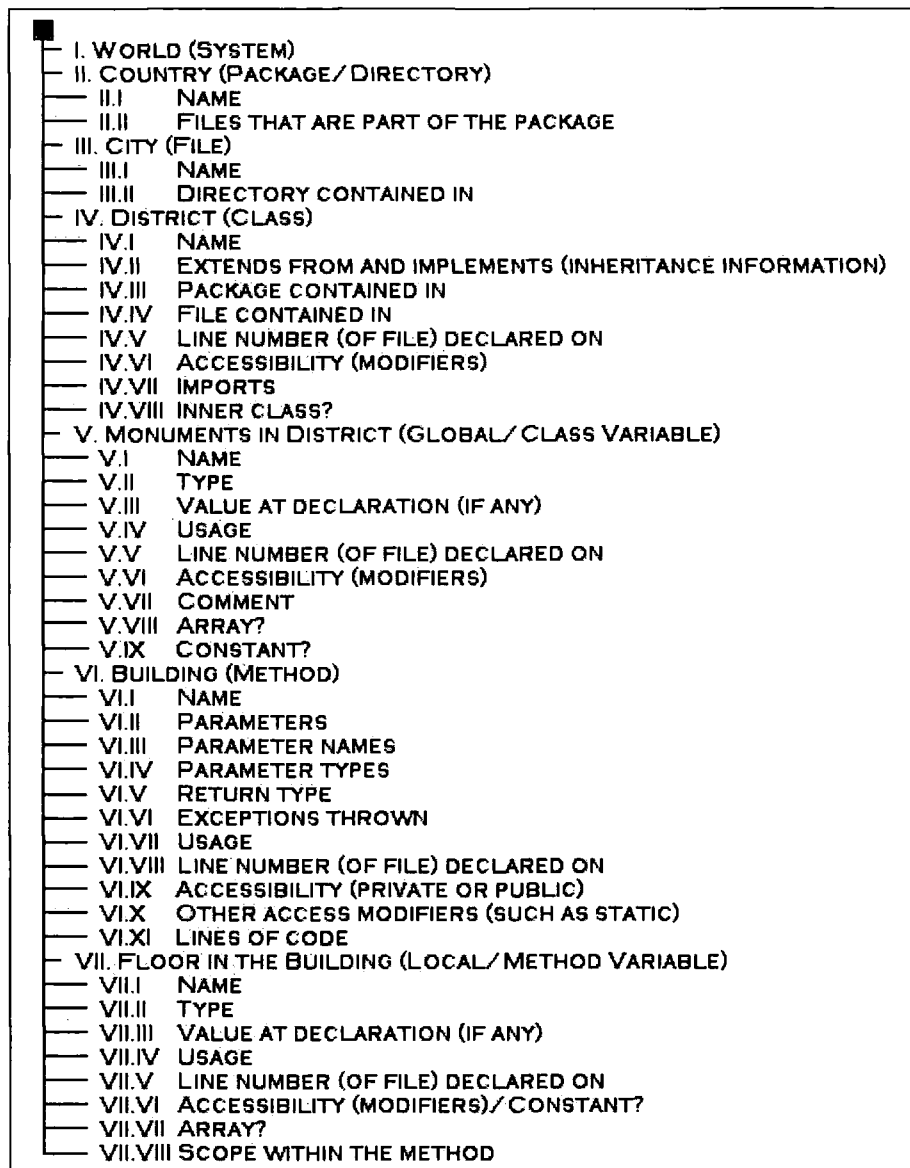 I. WORLD (SYSTEM)
II. COUNTRY (PACKAGE/DIRECTORY)
II.I NAME
II.II FILES THAT ARE PART OF THE PACKAGE
III. CITY (FILE)
III.I NAME
III.II DIRECTORY CONTAINED IN
IV. DISTRICT (CLASS)
IV.I NAME
IV.II EXTENDS FROM AND IMPLEMENTS (INHERITANCE INFORMATION)
IV.III PACKAGE CONTAINED IN
IV.IV FILE CONTAINED IN
IV.V LINE NUMBER (OF FILE) DECLARED ON
IV.VI ACCESSIBILITY (MODIFIERS)
IV.VII IMPORTS
IV.VIII INNER CLASS?
V. MONUMENTS IN DISTRICT (GLOBAL/CLASS VARIABLE)
V.I NAME
V.II TYPE
V.III VALUE AT DECLARATION (IF ANY)
V.IV USAGE
V.V LINE NUMBER (OF FILE) DECLARED ON
V.VI ACCESSIBILITY (MODIFIERS)
V.VII COMMENT
V.VIII ARRAY?
V.IX CONSTANT?
VI. BUILDING (METHOD)
VI.I NAME
VI.II PARAMETERS
VI.III PARAMETER NAMES
VI.IV PARAMETER TYPES
VI.V RETURN TYPE
VI.VI EXCEPTIONS THROWN
VI.VII USAGE
VI.VIII LINE NUMBER (OF FILE) DECLARED ON
VI.IX ACCESSIBILITY (PRIVATE OR PUBLIC)
VI.X OTHER ACCESS MODIFIERS (SUCH AS STATIC)
VI.XI LINES OF CODE
VII. FLOOR IN THE BUILDING (LOCAL/METHOD VARIABLE)
VII.I NAME
VII.II TYPE
VII.III VALUE AT DECLARATION (IF ANY)
VII.IV USAGE
VII.V LINE NUMBER (OF FILE) DECLARED ON
VII.VI ACCESSIBILITY (MODIFIERS)/CONSTANT?
VII.VII ARRAY?
VII.VIII SCOPE WITHIN THE METHOD